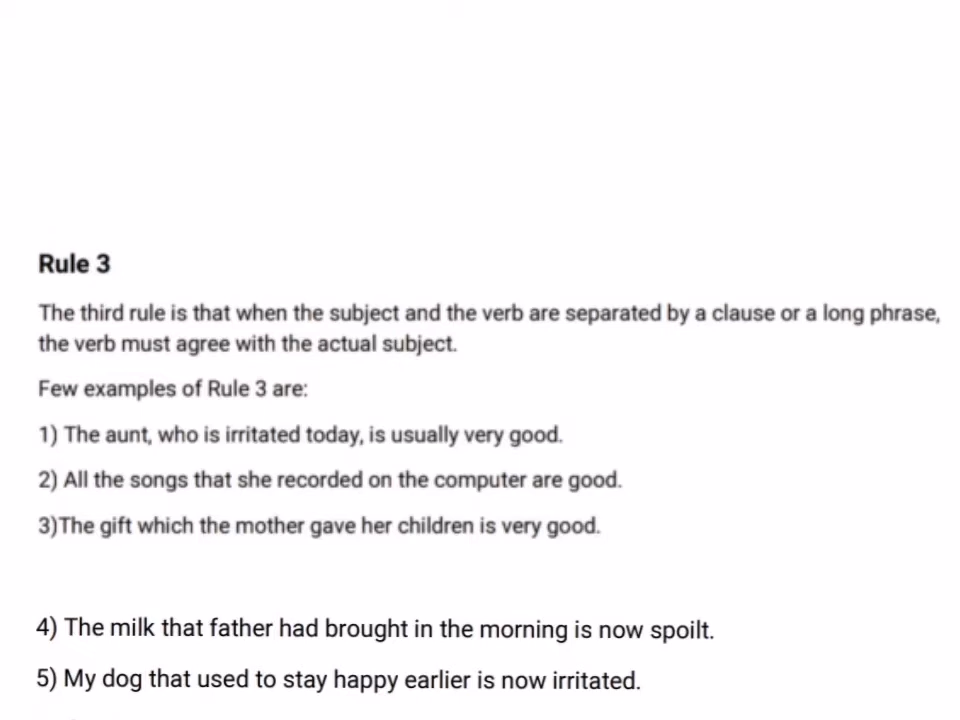 Rule 3
The third rule is that when the subject and the verb are separated by a clause or a long phrase,
the verb must agree with the actual subject.
Few examples of Rule 3 are:
1) The aunt, who is irritated today, is usually very good.
2) All the songs that she recorded on the computer are good.
3)The gift which the mother gave her children is very good.
4) The milk that father had brought in the morning is now spoilt.
5) My dog that used to stay happy earlier is now irritated.